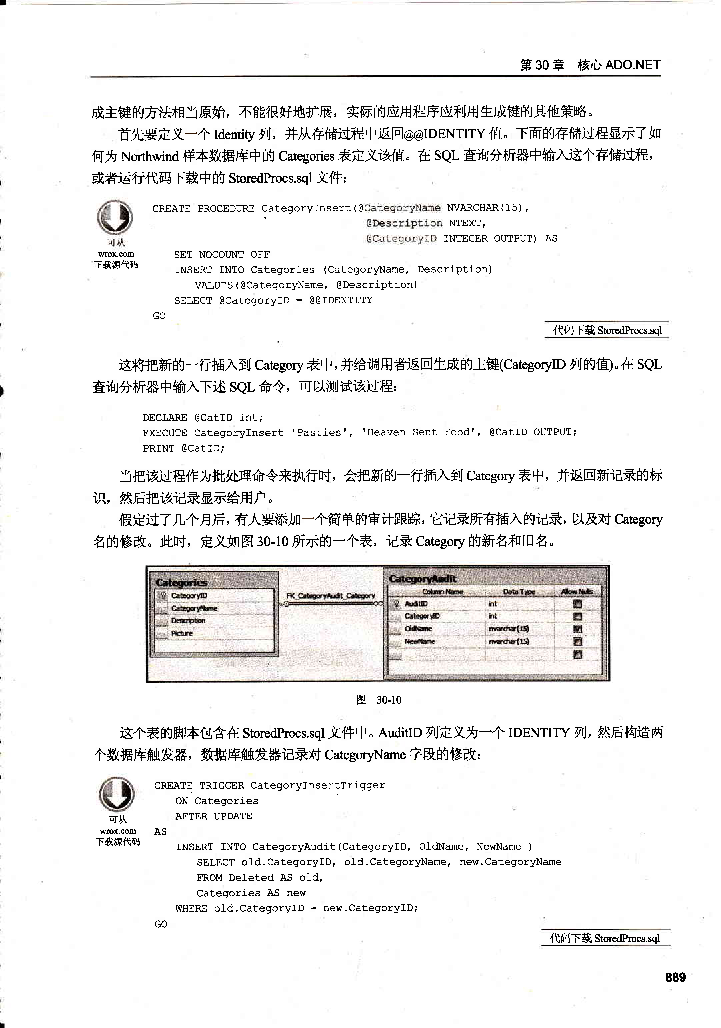 第 30 章 核心 ADO.NET
成主键的方法相当原始，不能很好地扩展，实际的应用程序应利用生成键的其他策略。
首先要定义一个 Identity 列，并从存储过程中返回@@IDENTITY 值。下面的存储过程显示了如
何为 Northwind 样本数据库中的 Categories 表定义该值。在 SQL 查询分析器中输入这个存储过程，
或者运行代码下载中的 StoredProcs.sql 文件：
CREATE PROCEDURE CategoryInsert(@CategoryName NVARCHAR(15),
@Description NTEXT,
@CategoryID INTEGER OUTPUT) AS
可从
wrox.com
下载源代码
SET NOCOUNT OFF
INSERT INTO Categories (CategoryName, Description)
VALUES(@CategoryName, @Description)
SELECT @CategoryID = @@IDENTITY
GO
代码下载 StoredProcs.sql
这将把新的一行插入到 Category 表中，并给调用者返回生成的主键(CategoryID 列的值)。在 SQL
查询分析器中输入下述 SQL 命令，可以测试该过程：
DECLARE @CatID int;
EXECUTE CategoryInsert 'Pasties', 'Heaven Sent Food', @CatID OUTPUT;
PRINT @CatID;
当把该过程作为批处理命令来执行时，会把新的一行插入到 Category 表中，并返回新记录的标
识，然后把该记录显示给用户。
假定过了几个月后，有人要添加一个简单的审计跟踪，它记录所有插入的记录，以及对 Category
名的修改。此时，定义如图 30-10 所示的一个表，记录 Category 的新名和旧名。
Categories
CategoryID
CategoryName
Description
Picture
FK_CategoryAudit_Category
CategoryAudit
Column Name Data Type Allow Nulls
AuditID int
CategoryID int
OldName nvarchar(15)
NewName nvarchar(15)
图 30-10
这个表的脚本包含在 StoredProcs.sql 文件中。AuditID 列定义为一个 IDENTITY 列，然后构造两
个数据库触发器，数据库触发器记录对 CategoryName 字段的修改：
CREATE TRIGGER CategoryInsertTrigger
ON Categories
AFTER UPDATE
可从
wrox.com
下载源代码
AS
INSERT INTO CategoryAudit(CategoryID, OldName, NewName )
SELECT old.CategoryID, old.CategoryName, new.CategoryName
FROM Deleted AS old,
Categories AS new
WHERE old.CategoryID = new.CategoryID;
GO
代码下载 StoredProcs.sql
889